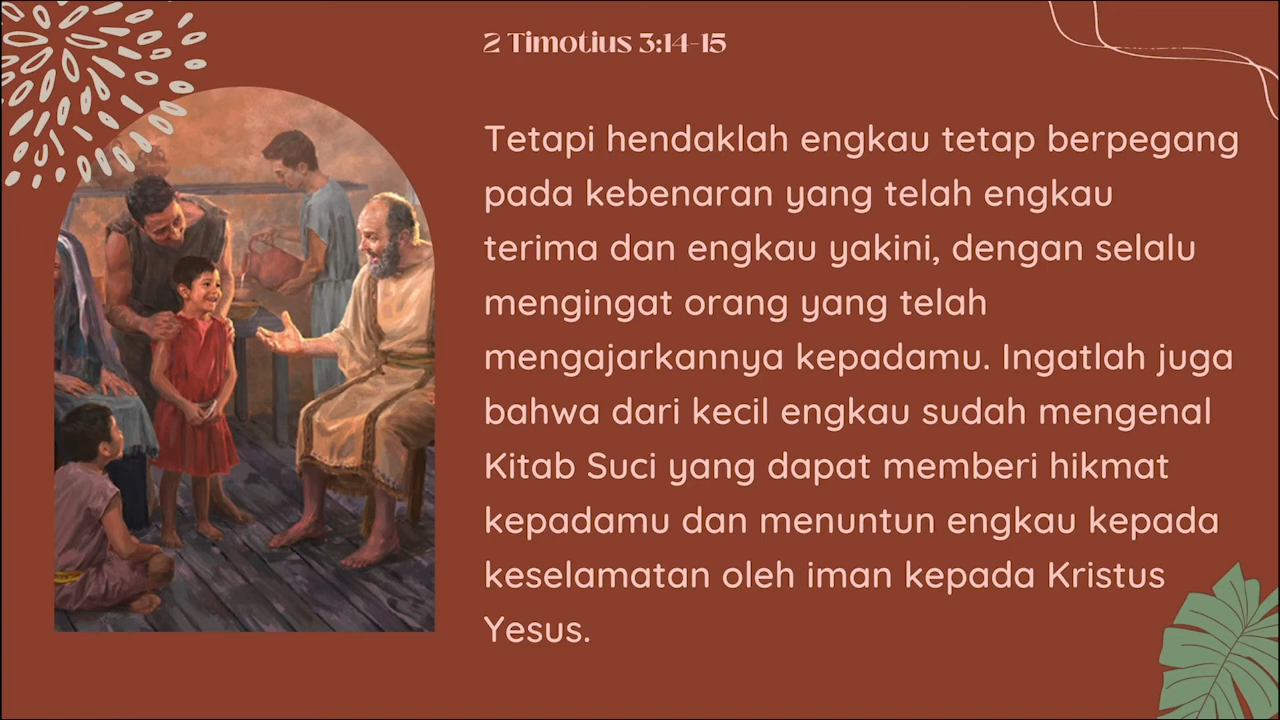 2 Timotius 3:14-15
Tetapi hendaklah engkau tetap berpegang
pada kebenaran yang telah engkau
terima dan engkau yakini, dengan selalu
mengingat orang yang telah
mengajarkannya kepadamu. Ingatlah juga
bahwa dari kecil engkau sudah mengenal
Kitab Suci yang dapat memberi hikmat
kepadamu dan menuntun engkau kepada
keselamatan oleh iman kepada Kristus
Yesus.